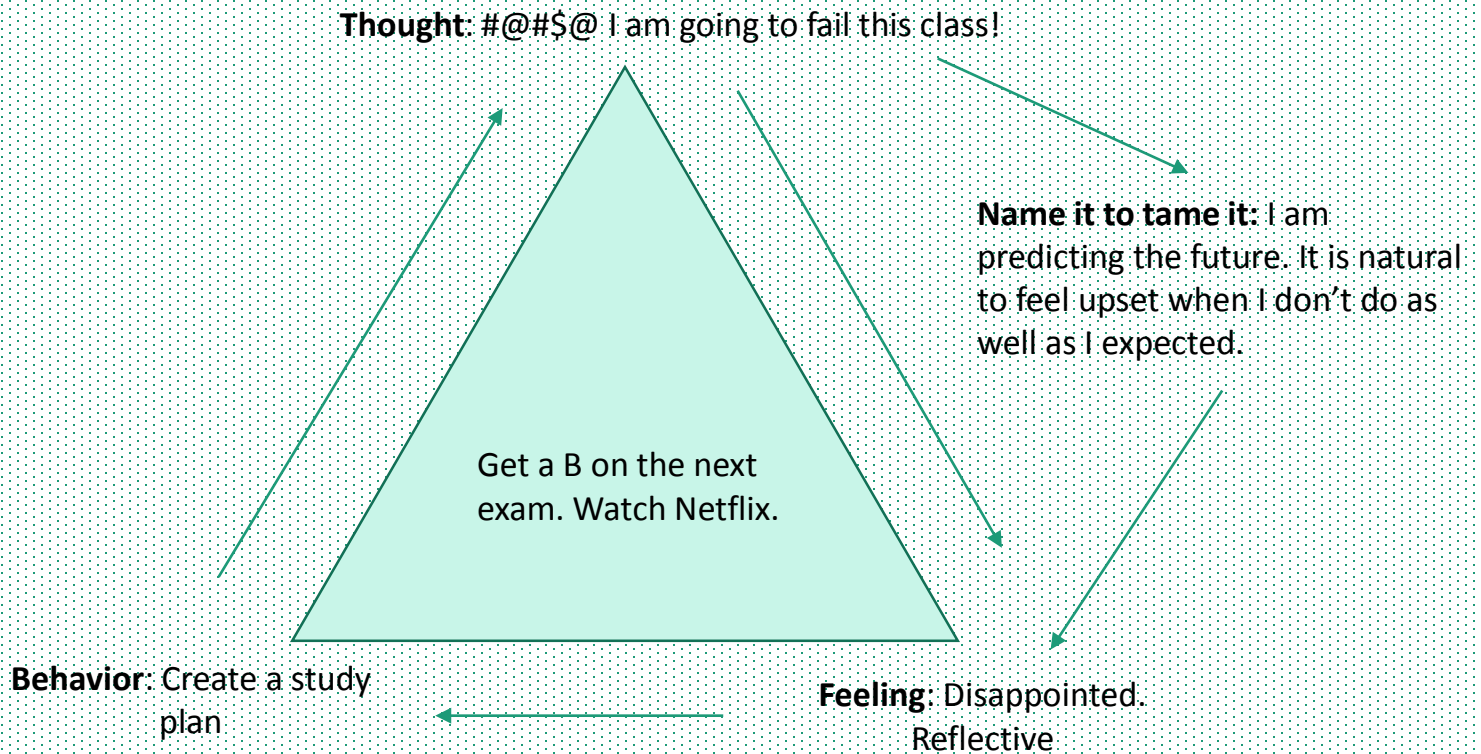 Thought: #@#$@ I am going to fail this class!
Name it to tame it: I am
predicting the future. It is natural
to feel upset when I don’t do as
well as I expected.
Get a B on the next
exam. Watch Netflix.
Behavior: Create a study
plan
Feeling: Disappointed.
Reflective